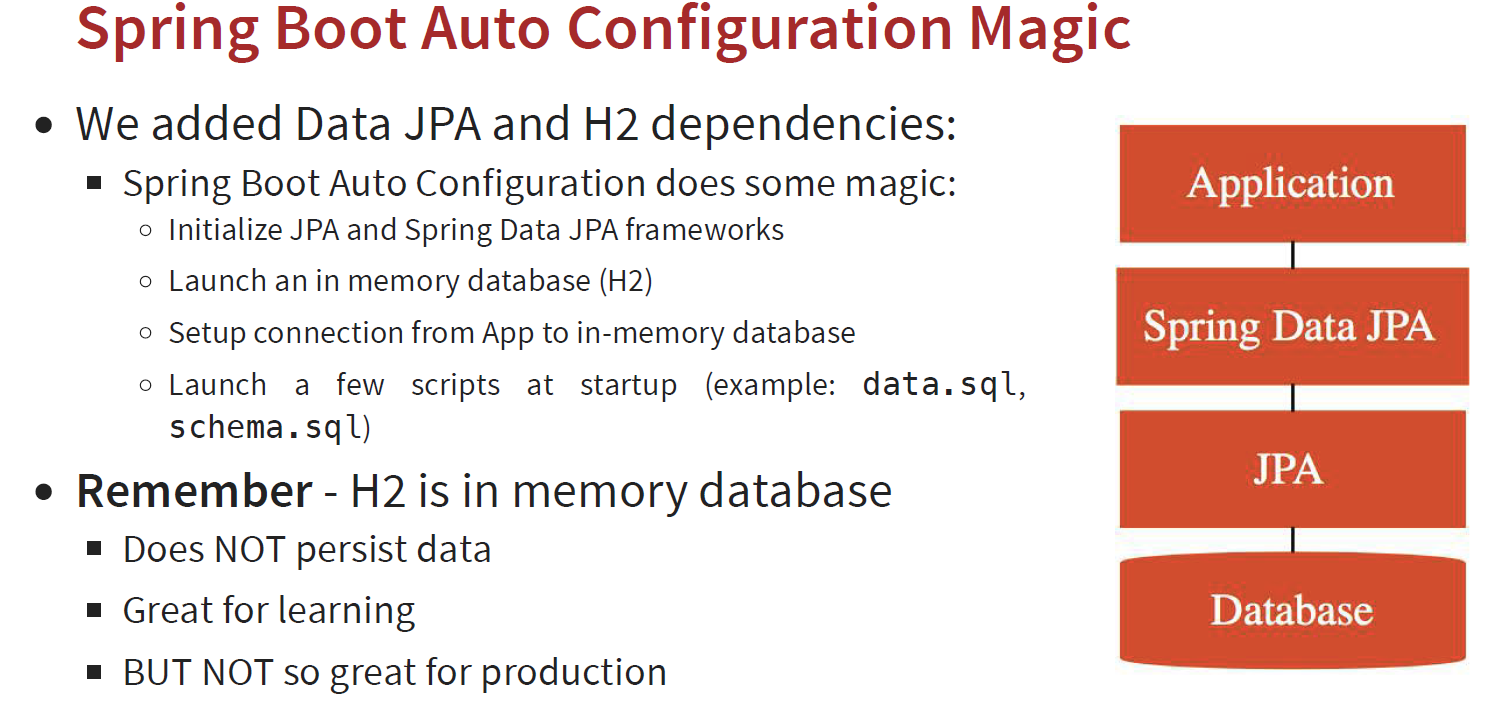 Spring Boot Auto Configuration Magic
We added Data JPA and H2 dependencies:
Spring Boot Auto Configuration does some magic:
Initialize JPA and Spring Data JPA frameworks
Launch an in memory database (H2)
Setup connection from App to in-memory database
Launch a few scripts at startup (example: data.sql,
schema.sql)
Remember - H2 is in memory database
Does NOT persist data
Great for learning
BUT NOT so great for production
Application
Spring Data JPA
JPA
Database